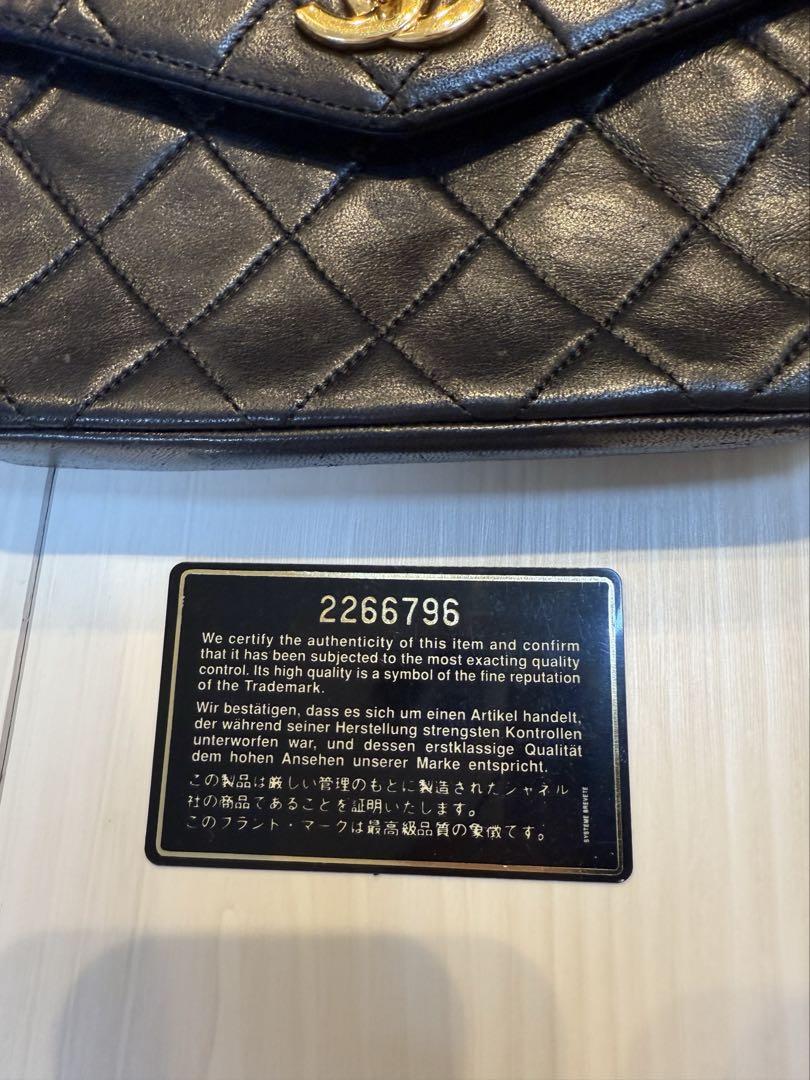 2266796
We certify the authenticity of this item and confirm
that it has been subjected to the most exacting quality
control. Its high quality is a symbol of the fine reputation
of the Trademark.
Wir bestätigen, dass es sich um einen Artikel handelt,
der während seiner Herstellung strengsten Kontrollen
unterworfen war, und dessen erstklassige Qualität
dem hohen Ansehen unserer Marke entspricht.
この製品は厳しい管理のもとに製造されたシャネル
社の商品であることを証明いたします。
このブランド・マークは最高級品質の象徴です。
SYSTEME BREVETE